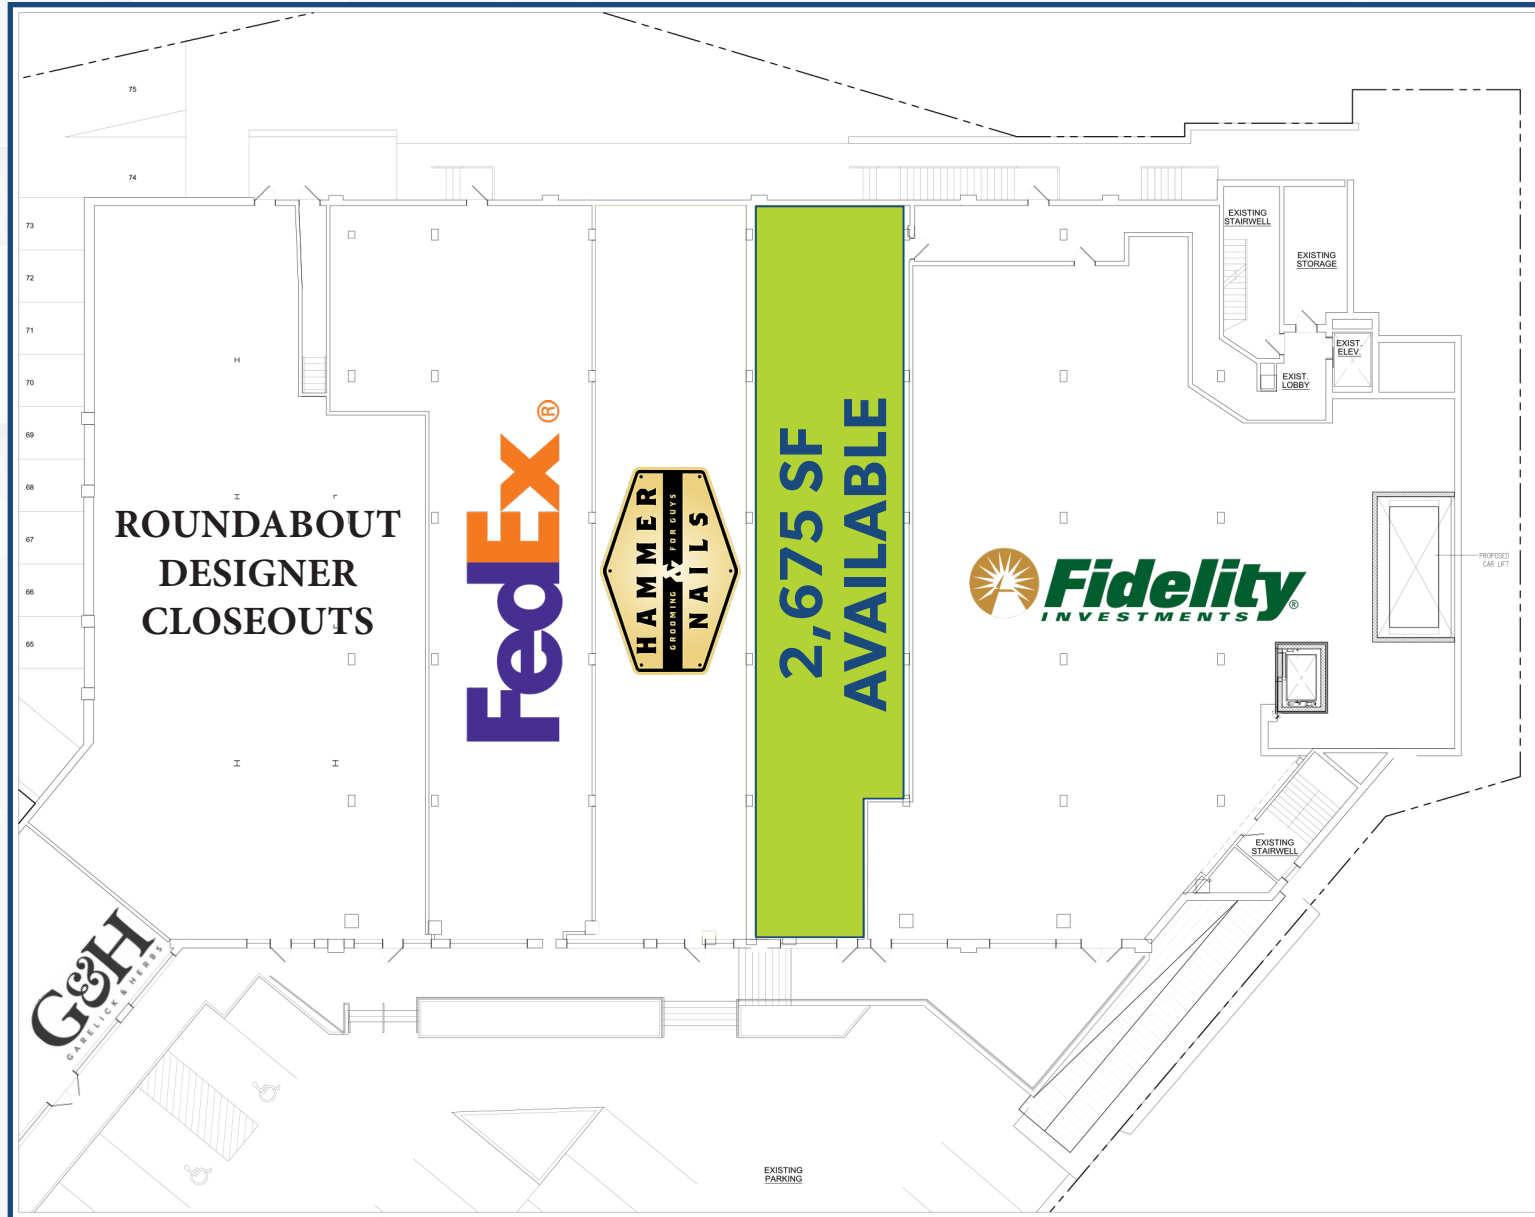 75
74
73
72
71
70
69
68
67
66
65
EXISTING
STAIRWELL
EXISTING
STORAGE
EXIST.
ELEV.
EXIST.
LOBBY
ROUNDABOUT
DESIGNER
CLOSEOUTS
FedEx®
HAMMER
&
NAILS
GROOMING FOR GUYS
2,675 SF
AVAILABLE
Fidelity®
INVESTMENTS
PROPOSED
CAR LIFT
EXISTING
STAIRWELL
G&H
GARELICK & HERBS
EXISTING
PARKING